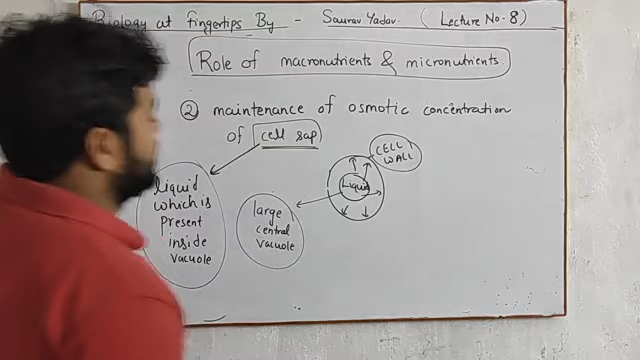 Biology at fingertips By - Saurav Yadav. (Lecture No. 8)
Role of macronutrients & micronutrients.
② maintenance of osmotic concentration
of cell sap
CELL
WALL
Liquid
liquid
which is
present
inside
vacuole
large
central
vacuole